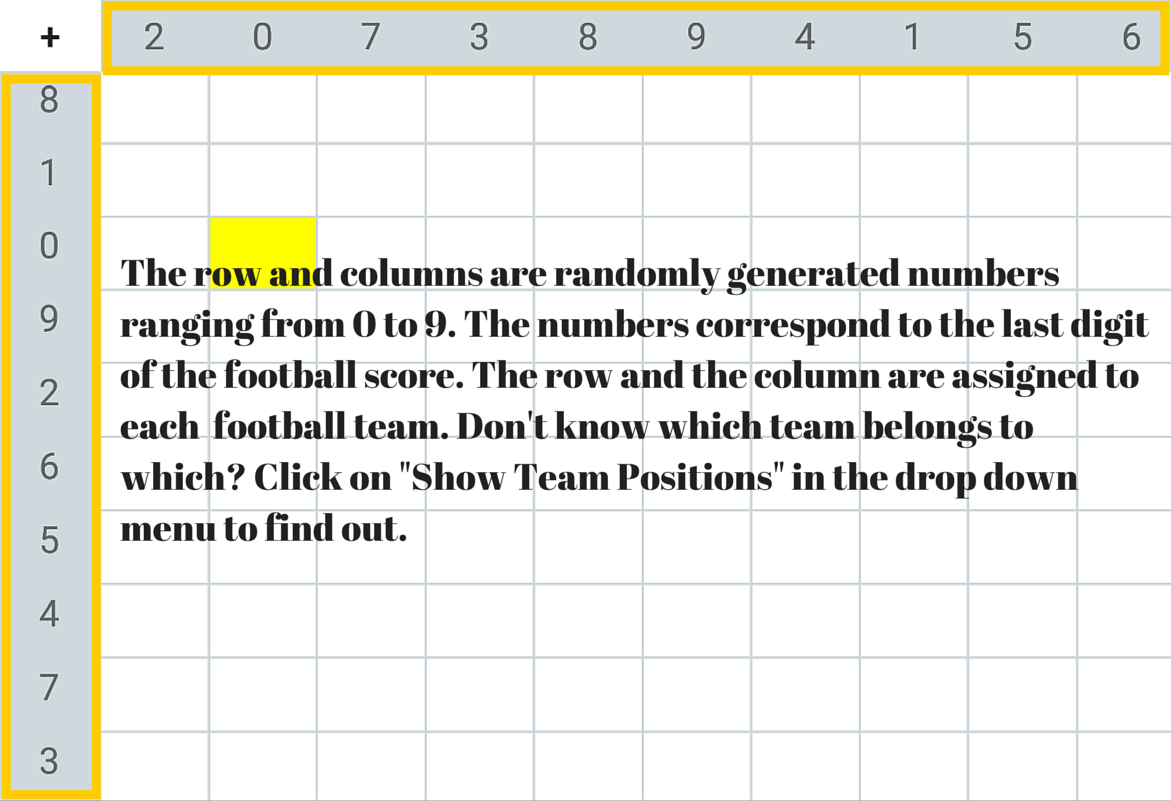 + 2 0 7 3 8 9 4 1 5 6
8
1
0
The row and columns are randomly generated numbers
9
ranging from 0 to 9. The numbers correspond to the last digit
of the football score. The row and the column are assigned to
2
each  football team. Don't know which team belongs to
6
which? Click on "Show Team Positions" in the drop down
menu to find out.
5
4
7
3